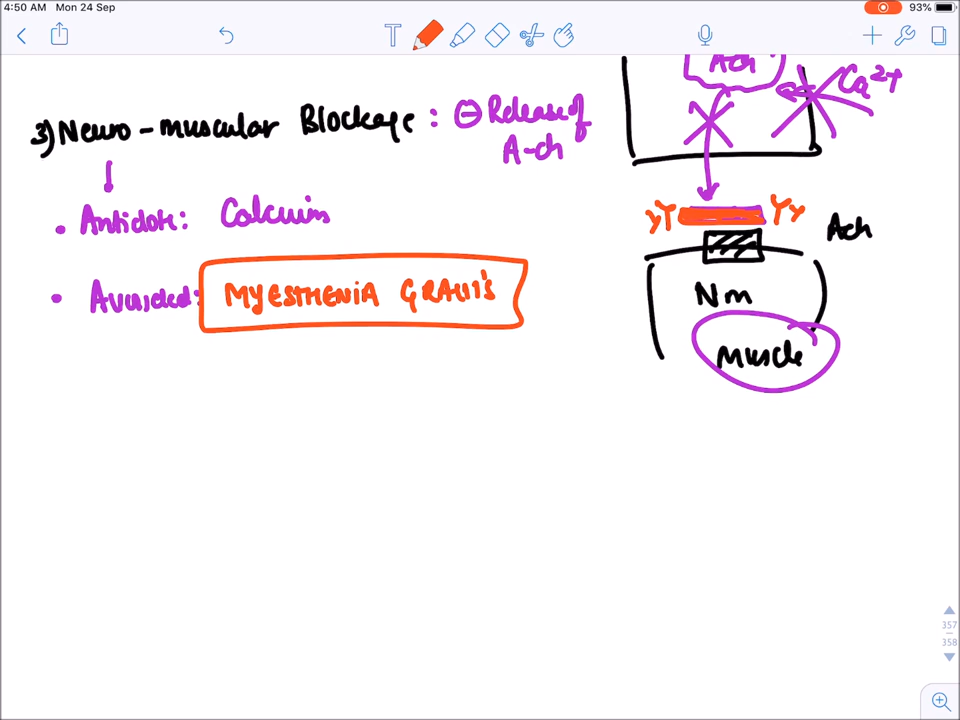 4:50 AM Mon 24 Sep
93%
T
Ach
Ca2+
3) Neuro-muscular Blockage : ⊖ Release of
A-ch
• Antidote: Calcuim
• Avoided: MYESTHENIA GRAVIS
Ach
Nm
Muscle
357
358